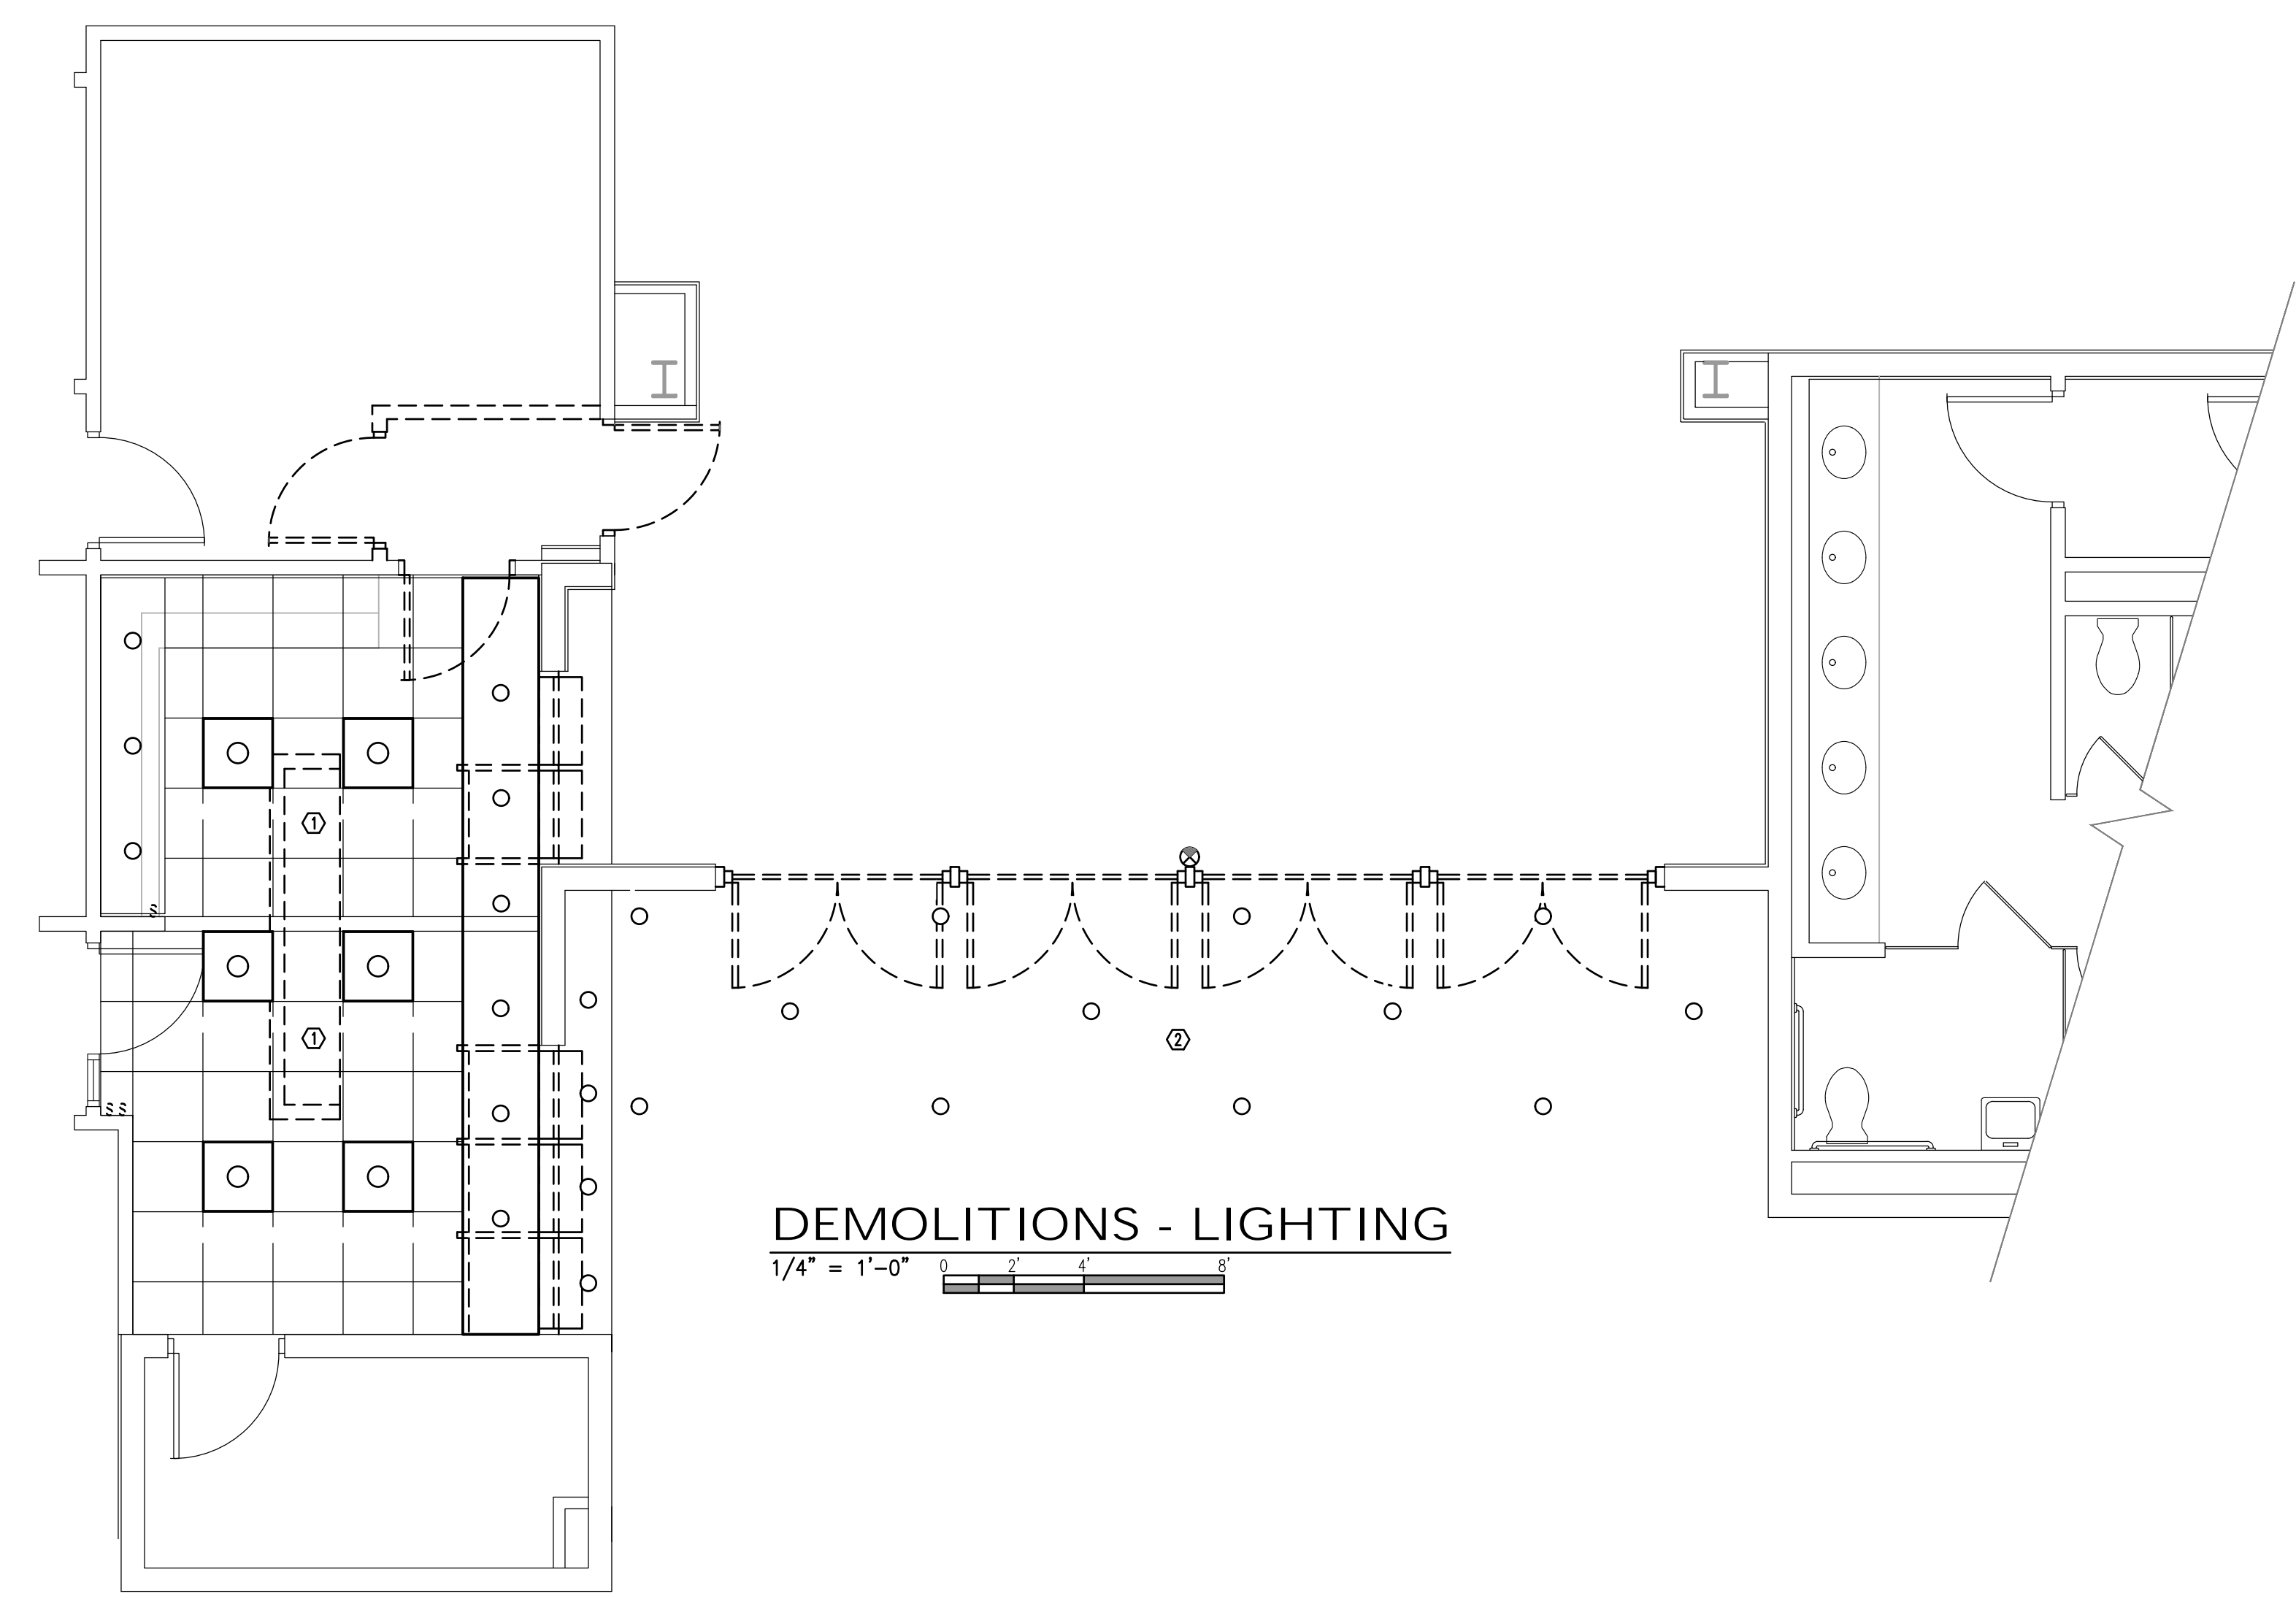 1
S
2
1
S S
DEMOLITIONS - LIGHTING
1/4" = 1'-0" 0 2' 4' 8'